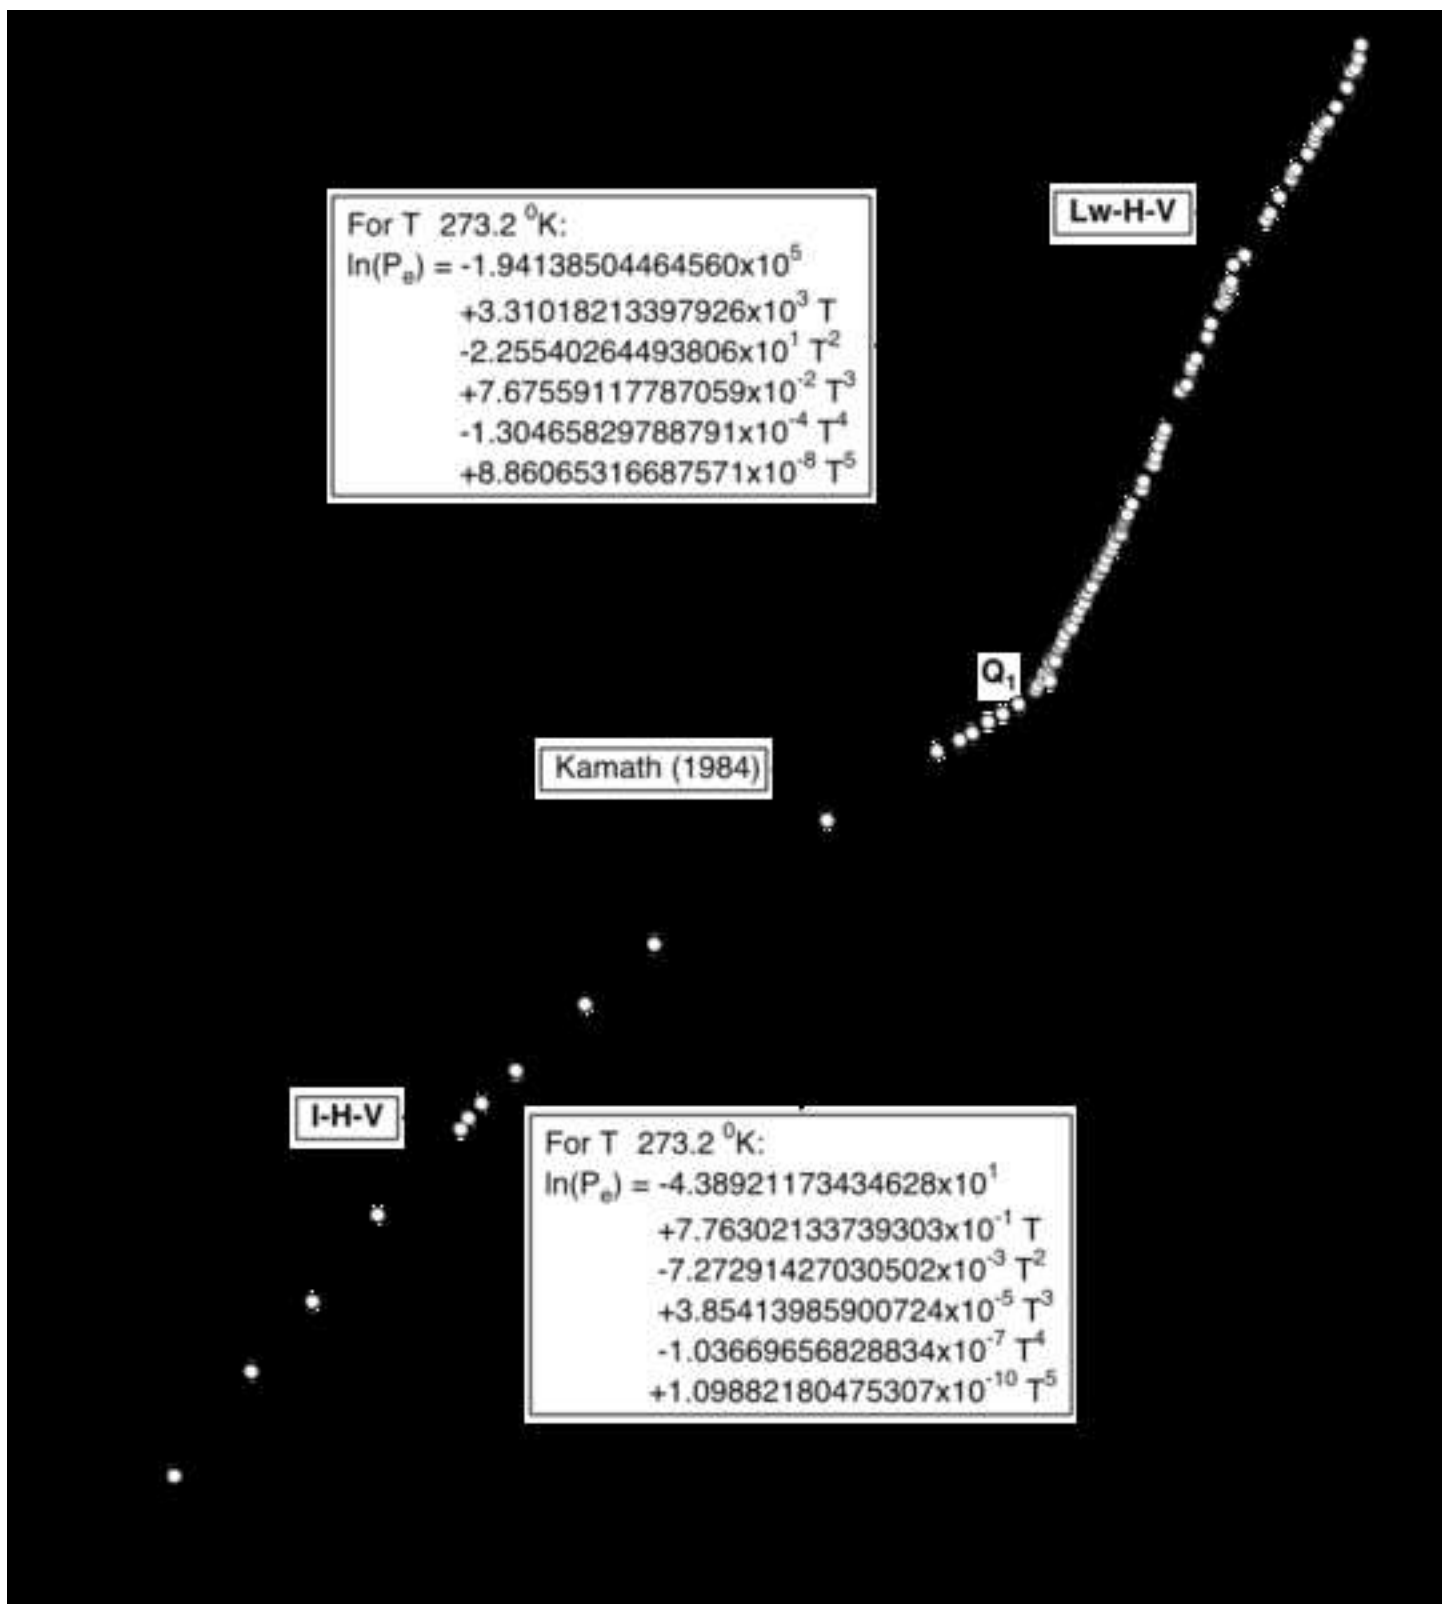 Lw-H-V
For T 273.2 ⁰K:
ln(Pₑ) = -1.94138504464560x10⁵
+3.31018213397926x10³ T
-2.25540264493806x10¹ T²
+7.67559117787059x10⁻² T³
-1.30465829788791x10⁻⁴ T⁴
+8.86065316687571x10⁻⁸ T⁵
Q₁
Kamath (1984)
I-H-V
For T 273.2 ⁰K:
ln(Pₑ) = -4.38921173434628x10¹
+7.76302133739303x10⁻¹ T
-7.27291427030502x10⁻³ T²
+3.85413985900724x10⁻⁵ T³
-1.03669656828834x10⁻⁷ T⁴
+1.09882180475307x10⁻¹⁰ T⁵